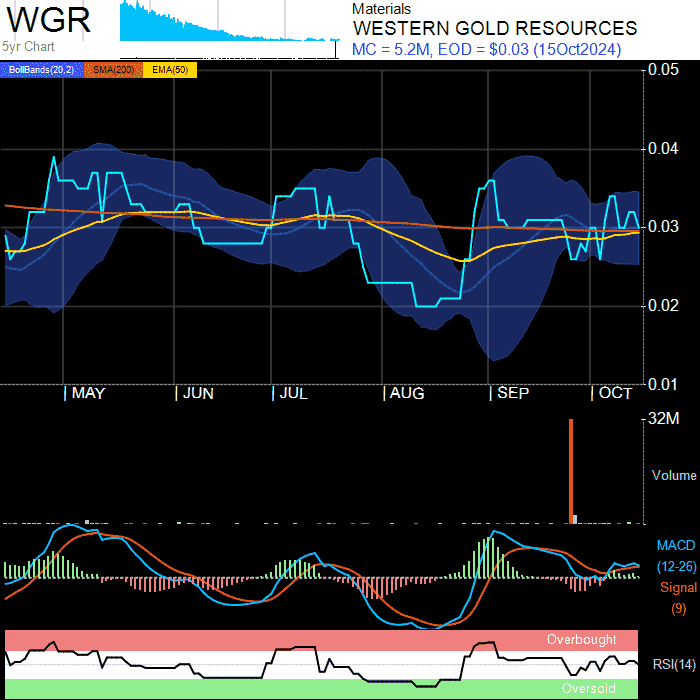 WGR
5yr Chart
Materials
WESTERN GOLD RESOURCES
MC = 5.2M, EOD = $0.03 (15Oct2024)
BollBands(20,2) SMA(200) EMA(50)
0.05
0.04
0.03
0.02
0.01
| MAY | JUN | JUL | AUG | SEP | OCT
32M
Volume
MACD
(12-26)
Signal
(9)
Overbought
RSI(14)
Oversold